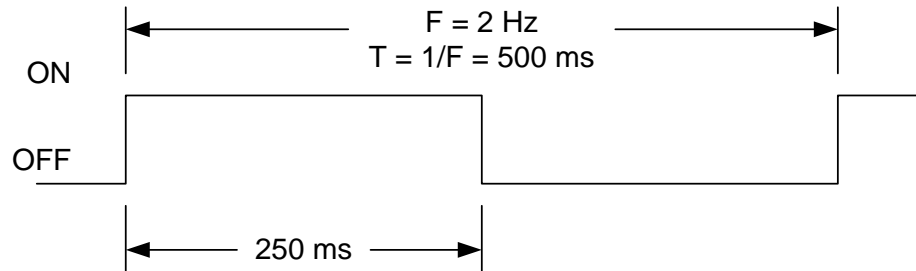 F = 2 Hz
T = 1/F = 500 ms
ON
OFF
250 ms